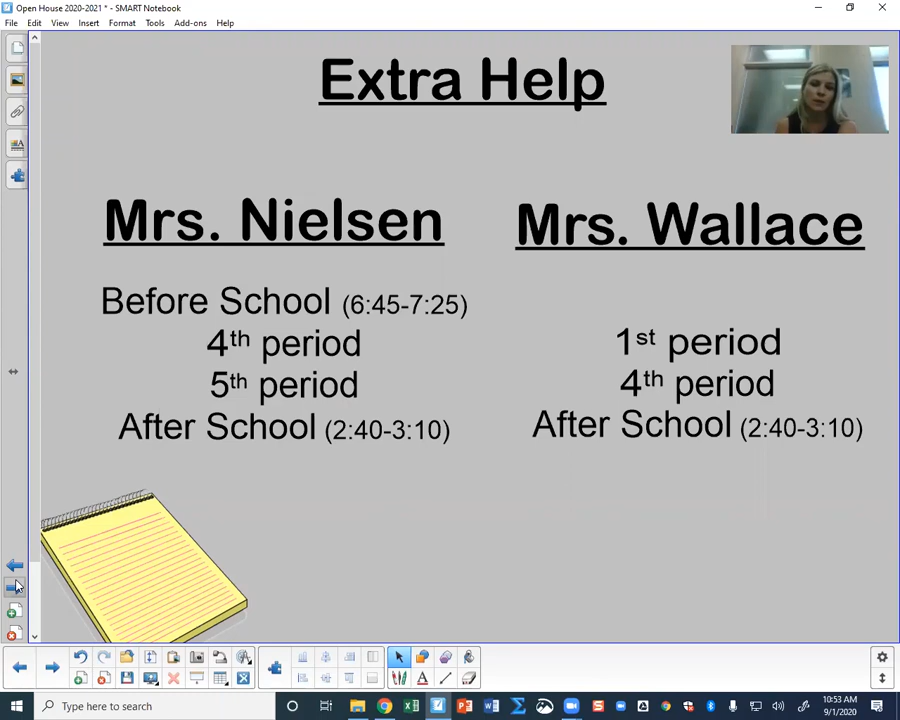 Open House 2020-2021 * - SMART Notebook
File Edit View Insert Format Tools Add-ons Help
Extra Help
Mrs. Nielsen
Before School (6:45-7:25)
4th period
5th period
After School (2:40-3:10)
Mrs. Wallace
1st period
4th period
After School (2:40-3:10)
Type here to search
10:53 AM
9/1/2020